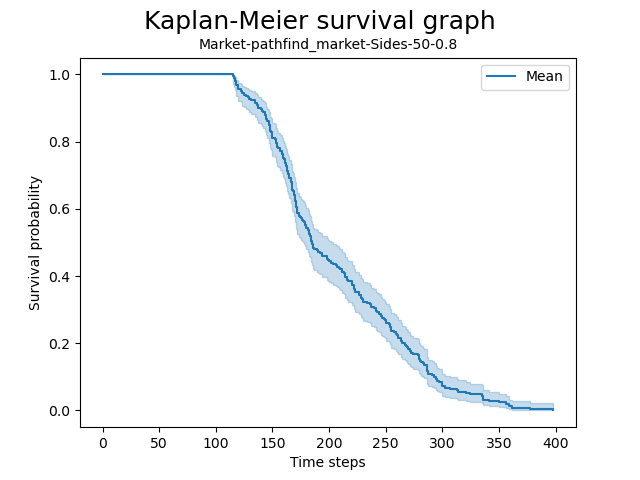 Kaplan-Meier survival graph
Market-pathfind_market-Sides-50-0.8
Mean
1.0
0.8
0.6
0.4
0.2
0.0
Survival probability
0 50 100 150 200 250 300 350 400
Time steps